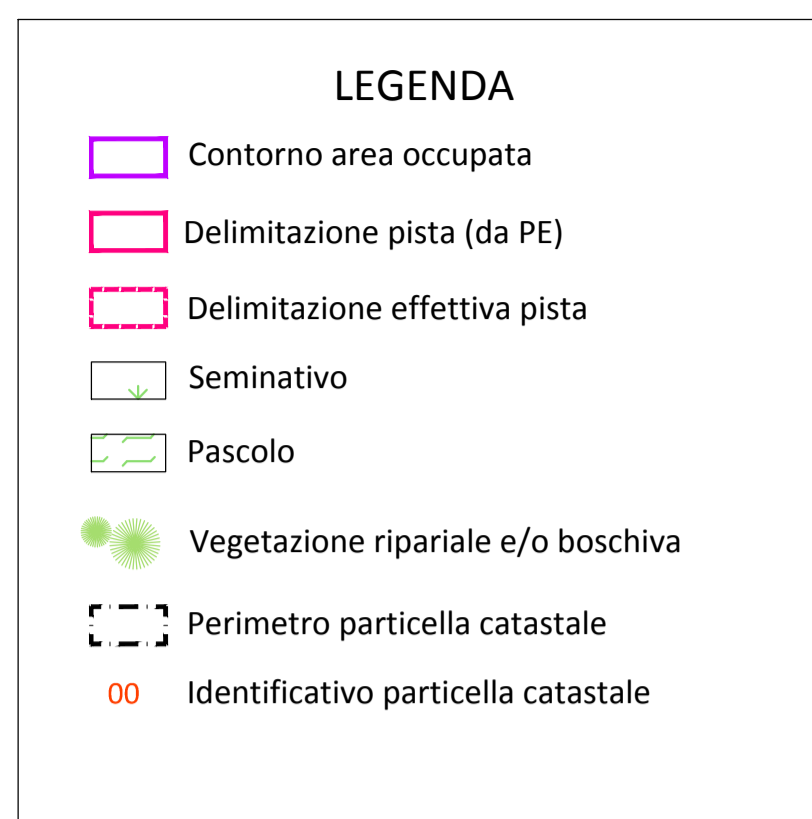 LEGENDA
Contorno area occupata
Delimitazione pista (da PE)
Delimitazione effettiva pista
Seminativo
Pascolo
Vegetazione ripariale e/o boschiva
Perimetro particella catastale
00 Identificativo particella catastale